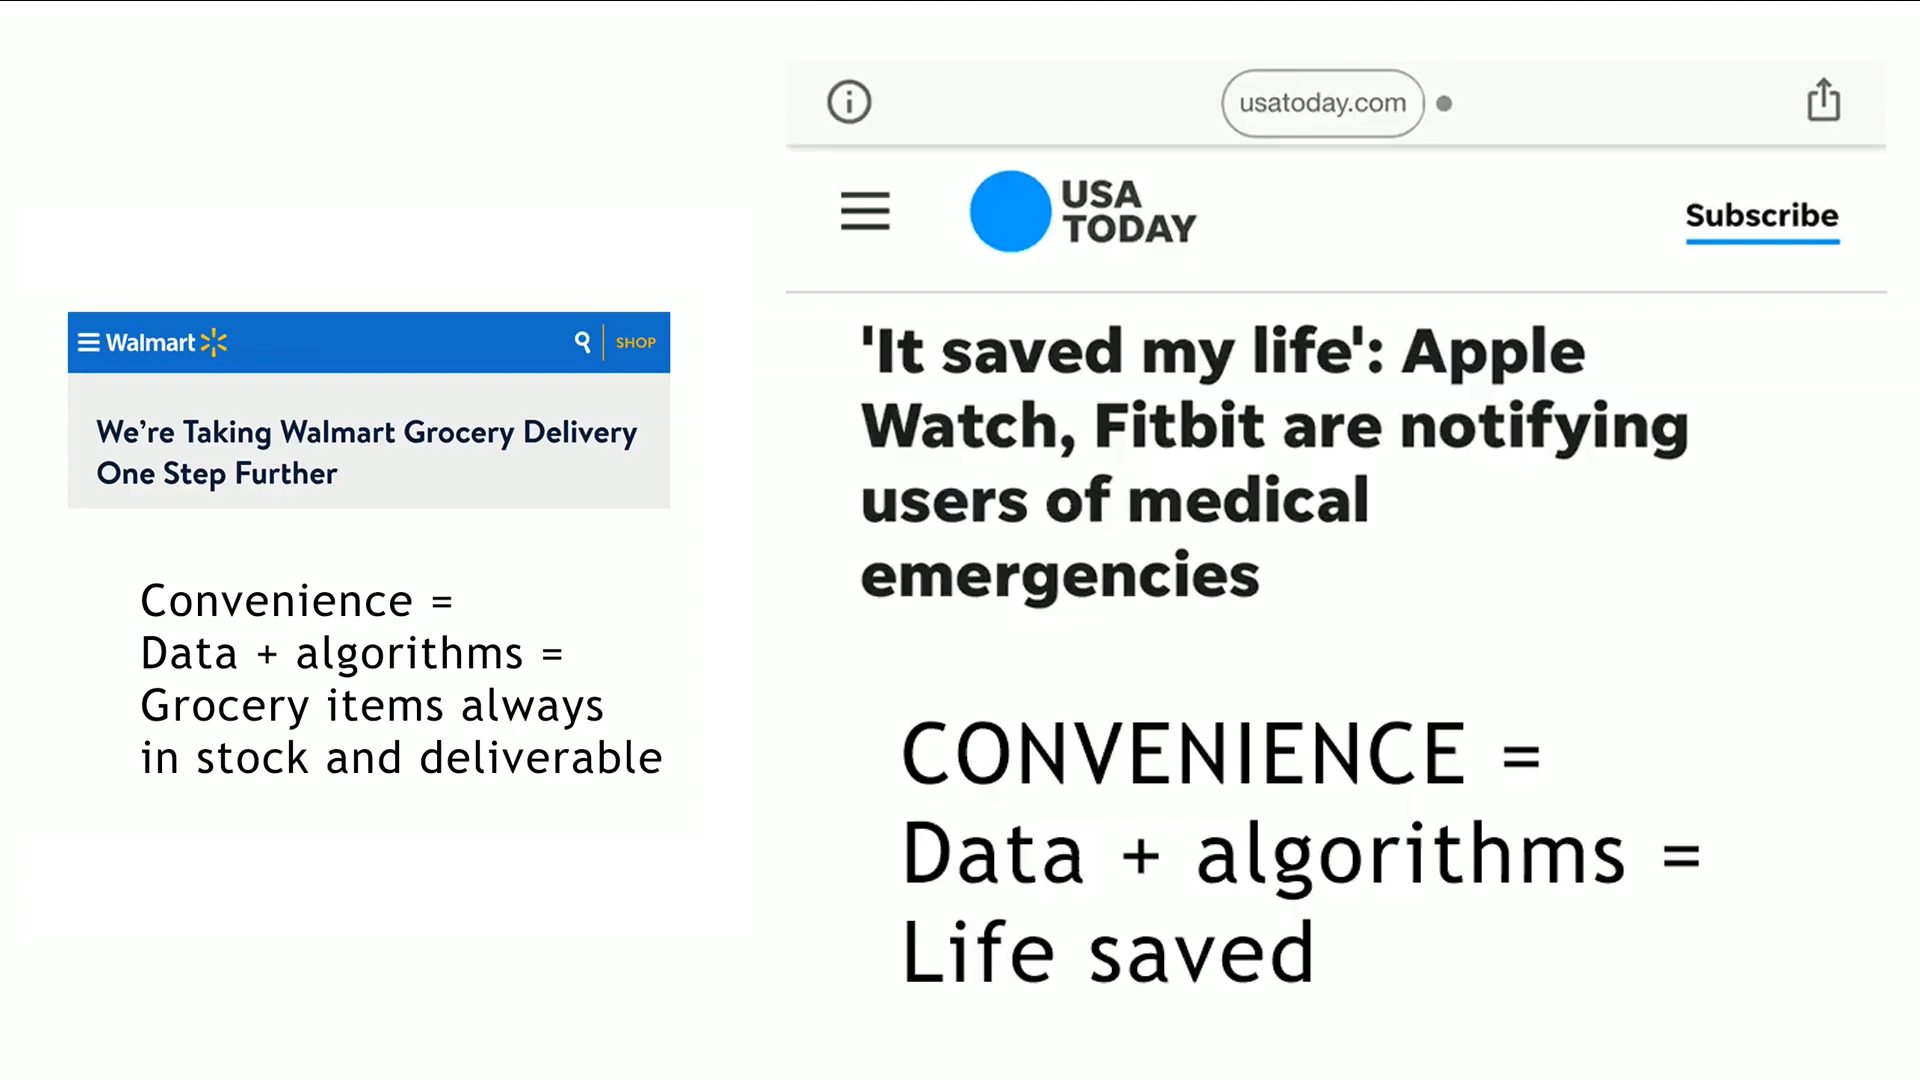 Walmart
SHOP
We're Taking Walmart Grocery Delivery
One Step Further
Convenience =
Data + algorithms =
Grocery items always
in stock and deliverable
usatoday.com
USA
TODAY
Subscribe
'It saved my life': Apple
Watch, Fitbit are notifying
users of medical
emergencies
CONVENIENCE =
Data + algorithms =
Life saved